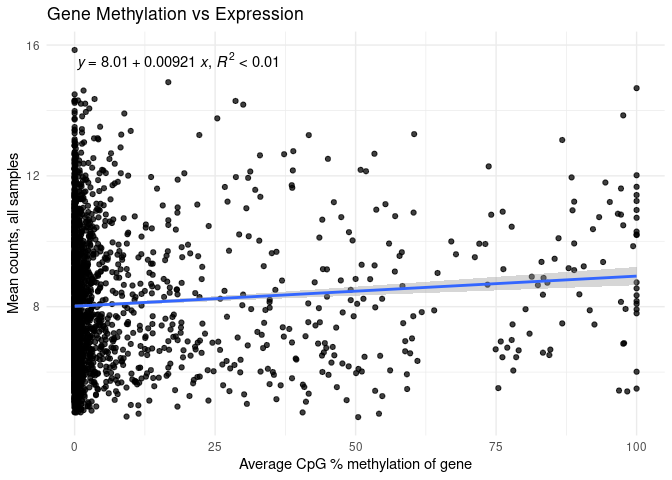 Gene Methylation vs Expression
y = 8.01 + 0.00921 x, R² < 0.01
16
12
8
Mean counts, all samples
0 25 50 75 100
Average CpG % methylation of gene